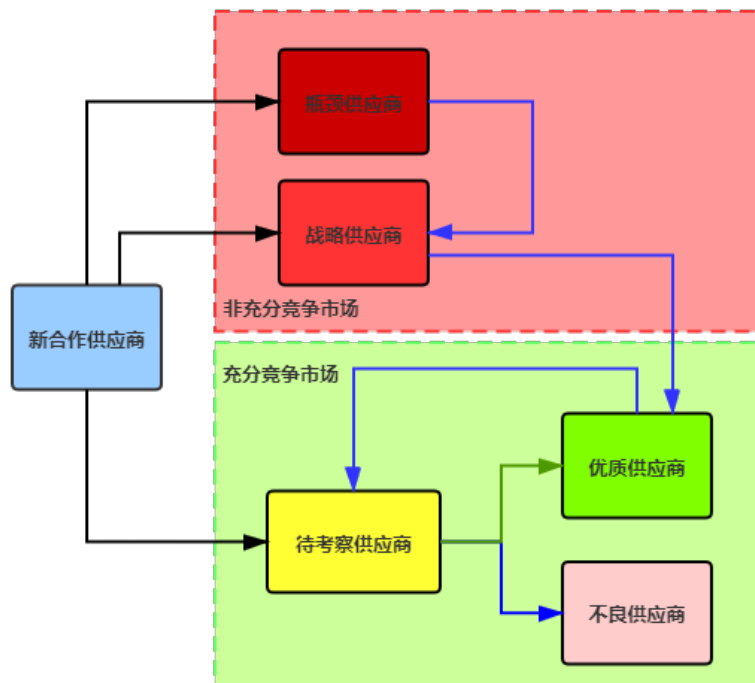 瓶颈供应商
战略供应商
非充分竞争市场
新合作供应商
充分竞争市场
优质供应商
待考察供应商
不良供应商